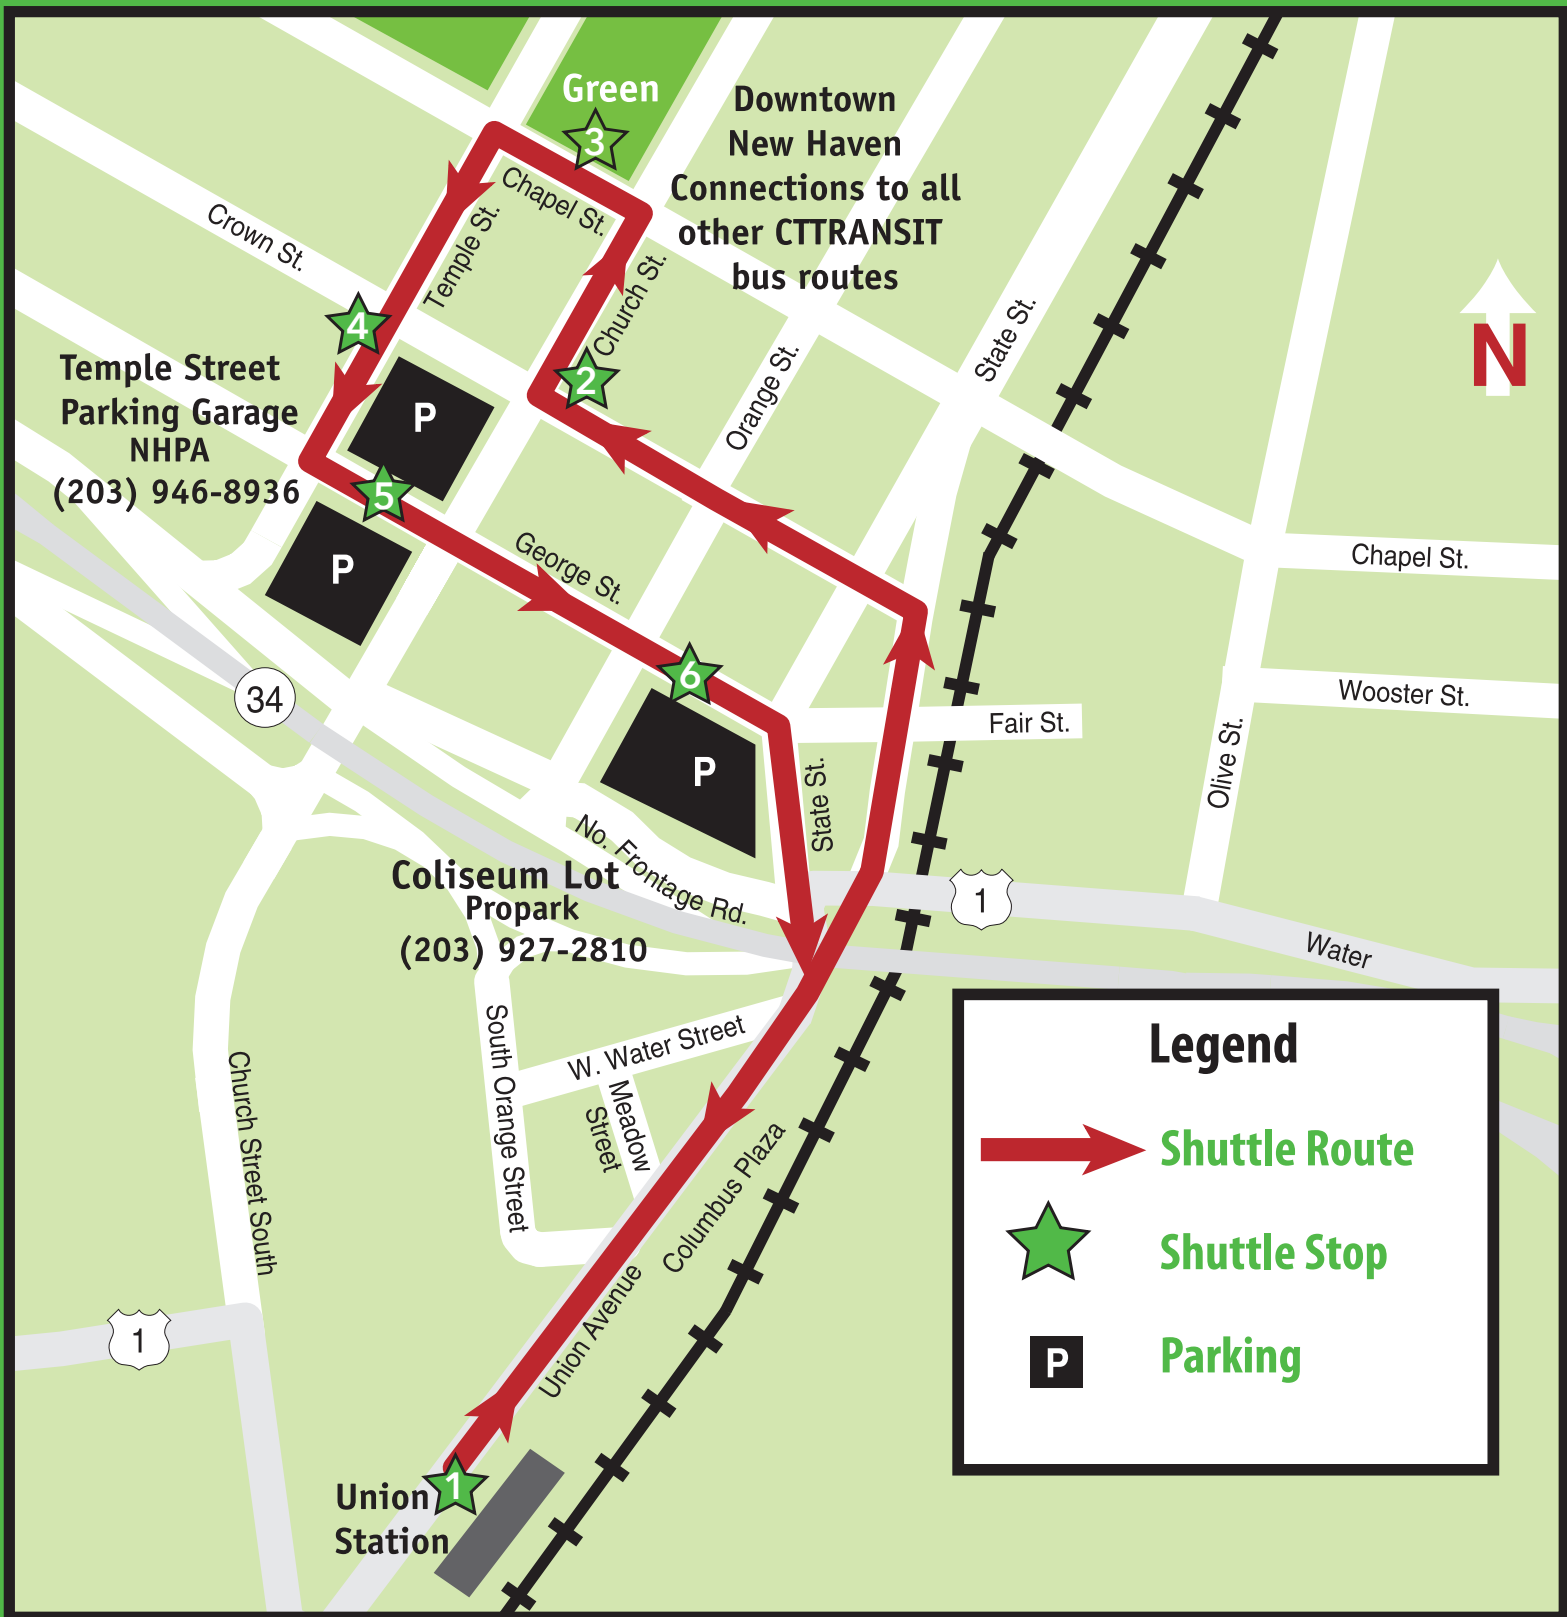 Green
3
Downtown
New Haven
Connections to all
other CTTRANSIT
bus routes
Chapel St.
Crown St.
Temple St.
Church St.
4
2
State St.
Orange St.
N
Temple Street
Parking Garage
NHPA
(203) 946-8936
P
5
George St.
P
Chapel St.
34
6
Wooster St.
Fair St.
Olive St.
P
State St.
No. Frontage Rd.
Coliseum Lot
Propark
(203) 927-2810
1
Water
South Orange Street
W. Water Street
Meadow
Street
Church Street South
Columbus Plaza
Union Avenue
1
Union
Station
1
Legend
Shuttle Route
Shuttle Stop
P
Parking